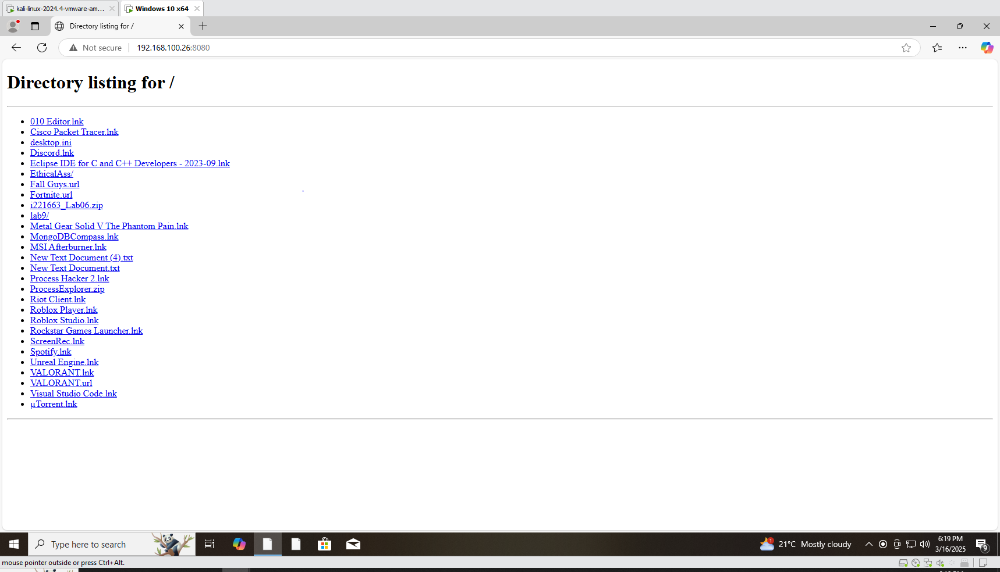 kali-linux-2024.4-vmware-am...
Windows 10 x64
Directory listing for /
Not secure
192.168.100.26:8080
Directory listing for /
010 Editor.lnk
Cisco Packet Tracer.lnk
desktop.ini
Discord.lnk
Eclipse IDE for C and C++ Developers - 2023-09.lnk
EthicalAss/
Fall Guys.url
Fortnite.url
i221663_Lab06.zip
lab9/
Metal Gear Solid V The Phantom Pain.lnk
MongoDBCompass.lnk
MSI Afterburner.lnk
New Text Document (4).txt
New Text Document.txt
Process Hacker 2.lnk
ProcessExplorer.zip
Riot Client.lnk
Roblox Player.lnk
Roblox Studio.lnk
Rockstar Games Launcher.lnk
ScreenRec.lnk
Spotify.lnk
Unreal Engine.lnk
VALORANT.lnk
VALORANT.url
Visual Studio Code.lnk
µTorrent.lnk
Type here to search
1
21°C Mostly cloudy
6:19 PM
3/16/2025
9
mouse pointer outside or press Ctrl+Alt.